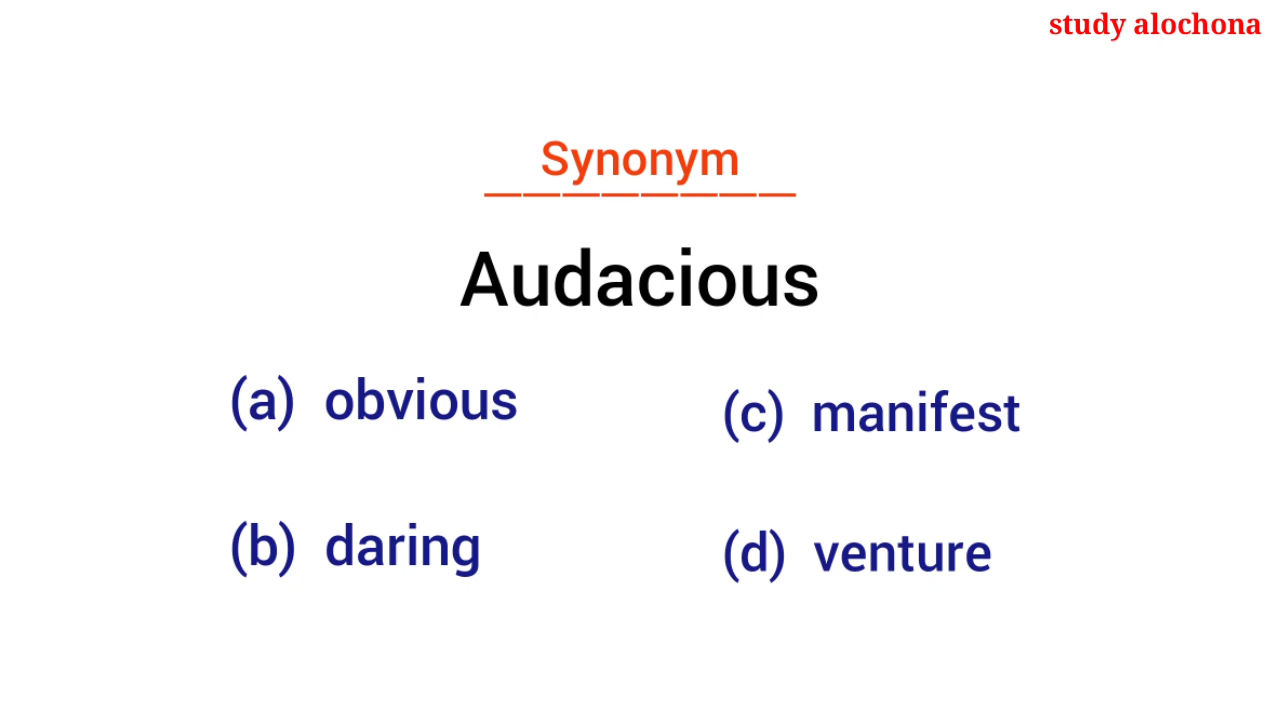 study alochona
Synonym
Audacious
(a) obvious
(c) manifest
(b) daring
(d) venture